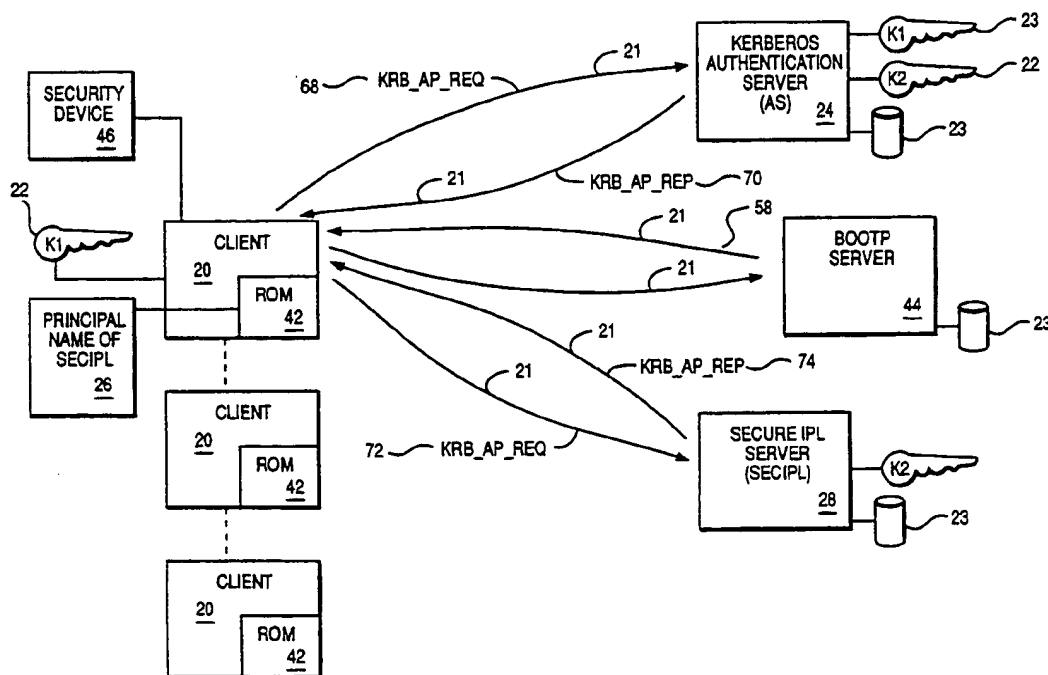 SECURITY
DEVICE
46
22
K1
PRINCIPAL
NAME OF
SECIPL
26
CLIENT
20
ROM
42
CLIENT
20
ROM
42
CLIENT
20
ROM
42
68
KRB_AP_REQ
21
21
KRB_AP_REP
70
21
58
21
21
KRB_AP_REP
74
21
72
KRB_AP_REQ
KERBEROS
AUTHENTICATION
SERVER
(AS)
24
K1
23
K2
22
23
BOOTP
SERVER
44
23
SECURE IPL
SERVER
(SECIPL)
28
K2
23